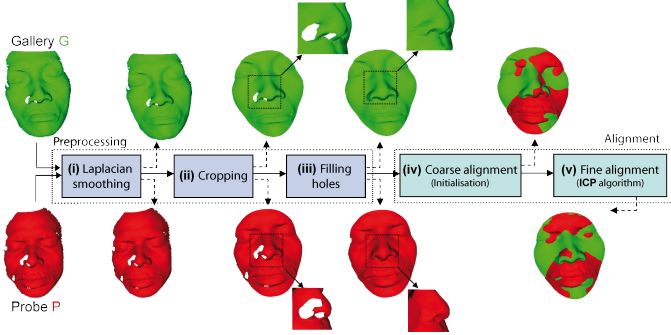 Gallery G
Preprocessing
Alignment
(i) Laplacian
smoothing
(ii) Cropping
(iii) Filling
holes
(iv) Coarse alignment
(Initialisation)
(v) Fine alignment
(ICP algorithm)
Probe P